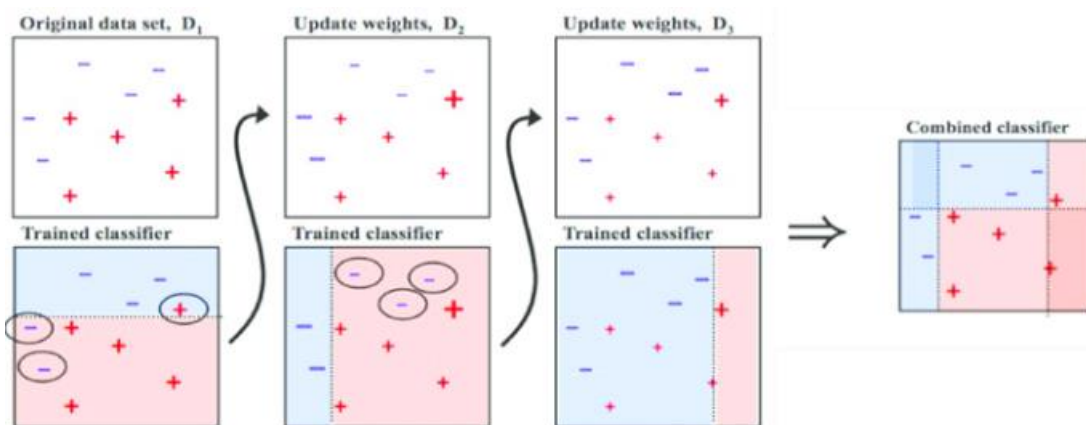 Original data set, D1
Update weights, D2
Update weights, D3
Combined classifier
Trained classifier
Trained classifier
Trained classifier